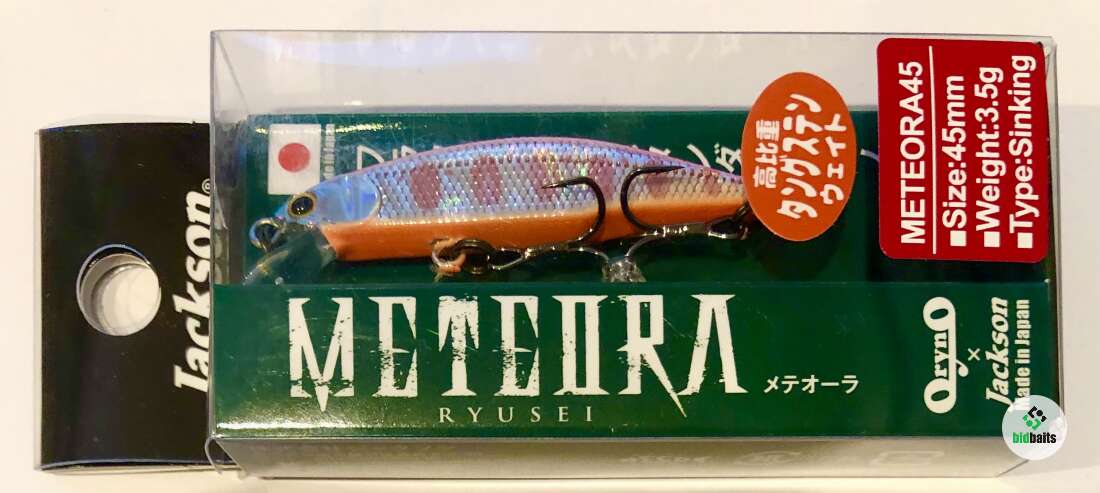 Jackson®
高比重
タングステン
ウェイト
METEORA45
■Size:45mm
■Weight:3.5g
■Type:Sinking
METEORA
メテオーラ
RYUSEI
OrynO
×
Jackson
Made in Japan
bidbaits